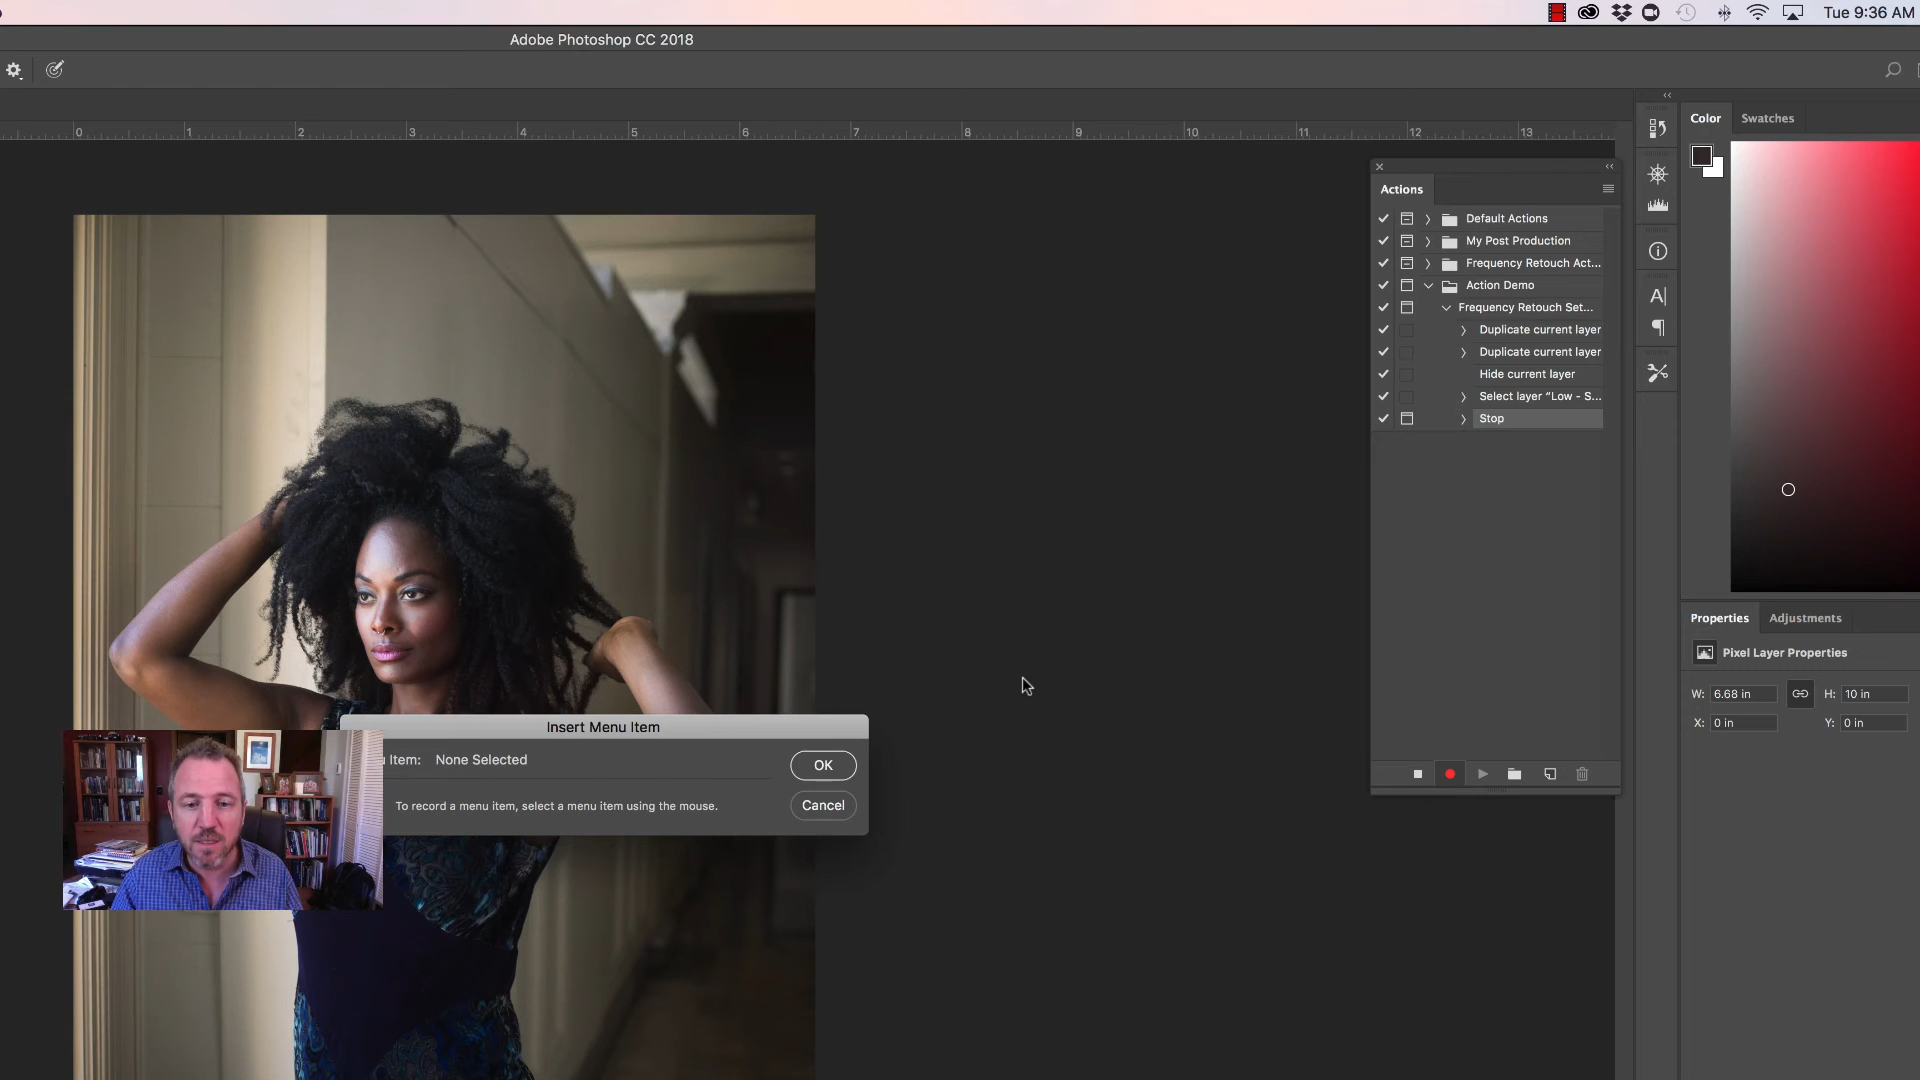 Tue 9:36 AM
Adobe Photoshop CC 2018
0 1 2 3 4 5 6 7 8 9 10 11 12 13
Color Swatches
Actions
Default Actions
My Post Production
Frequency Retouch Act...
Action Demo
Frequency Retouch Set...
Duplicate current layer
Duplicate current layer
Hide current layer
Select layer “Low - S...
Stop
Properties Adjustments
Pixel Layer Properties
W: 6.68 in H: 10 in
X: 0 in Y: 0 in
Insert Menu Item
Item: None Selected
OK
To record a menu item, select a menu item using the mouse.
Cancel